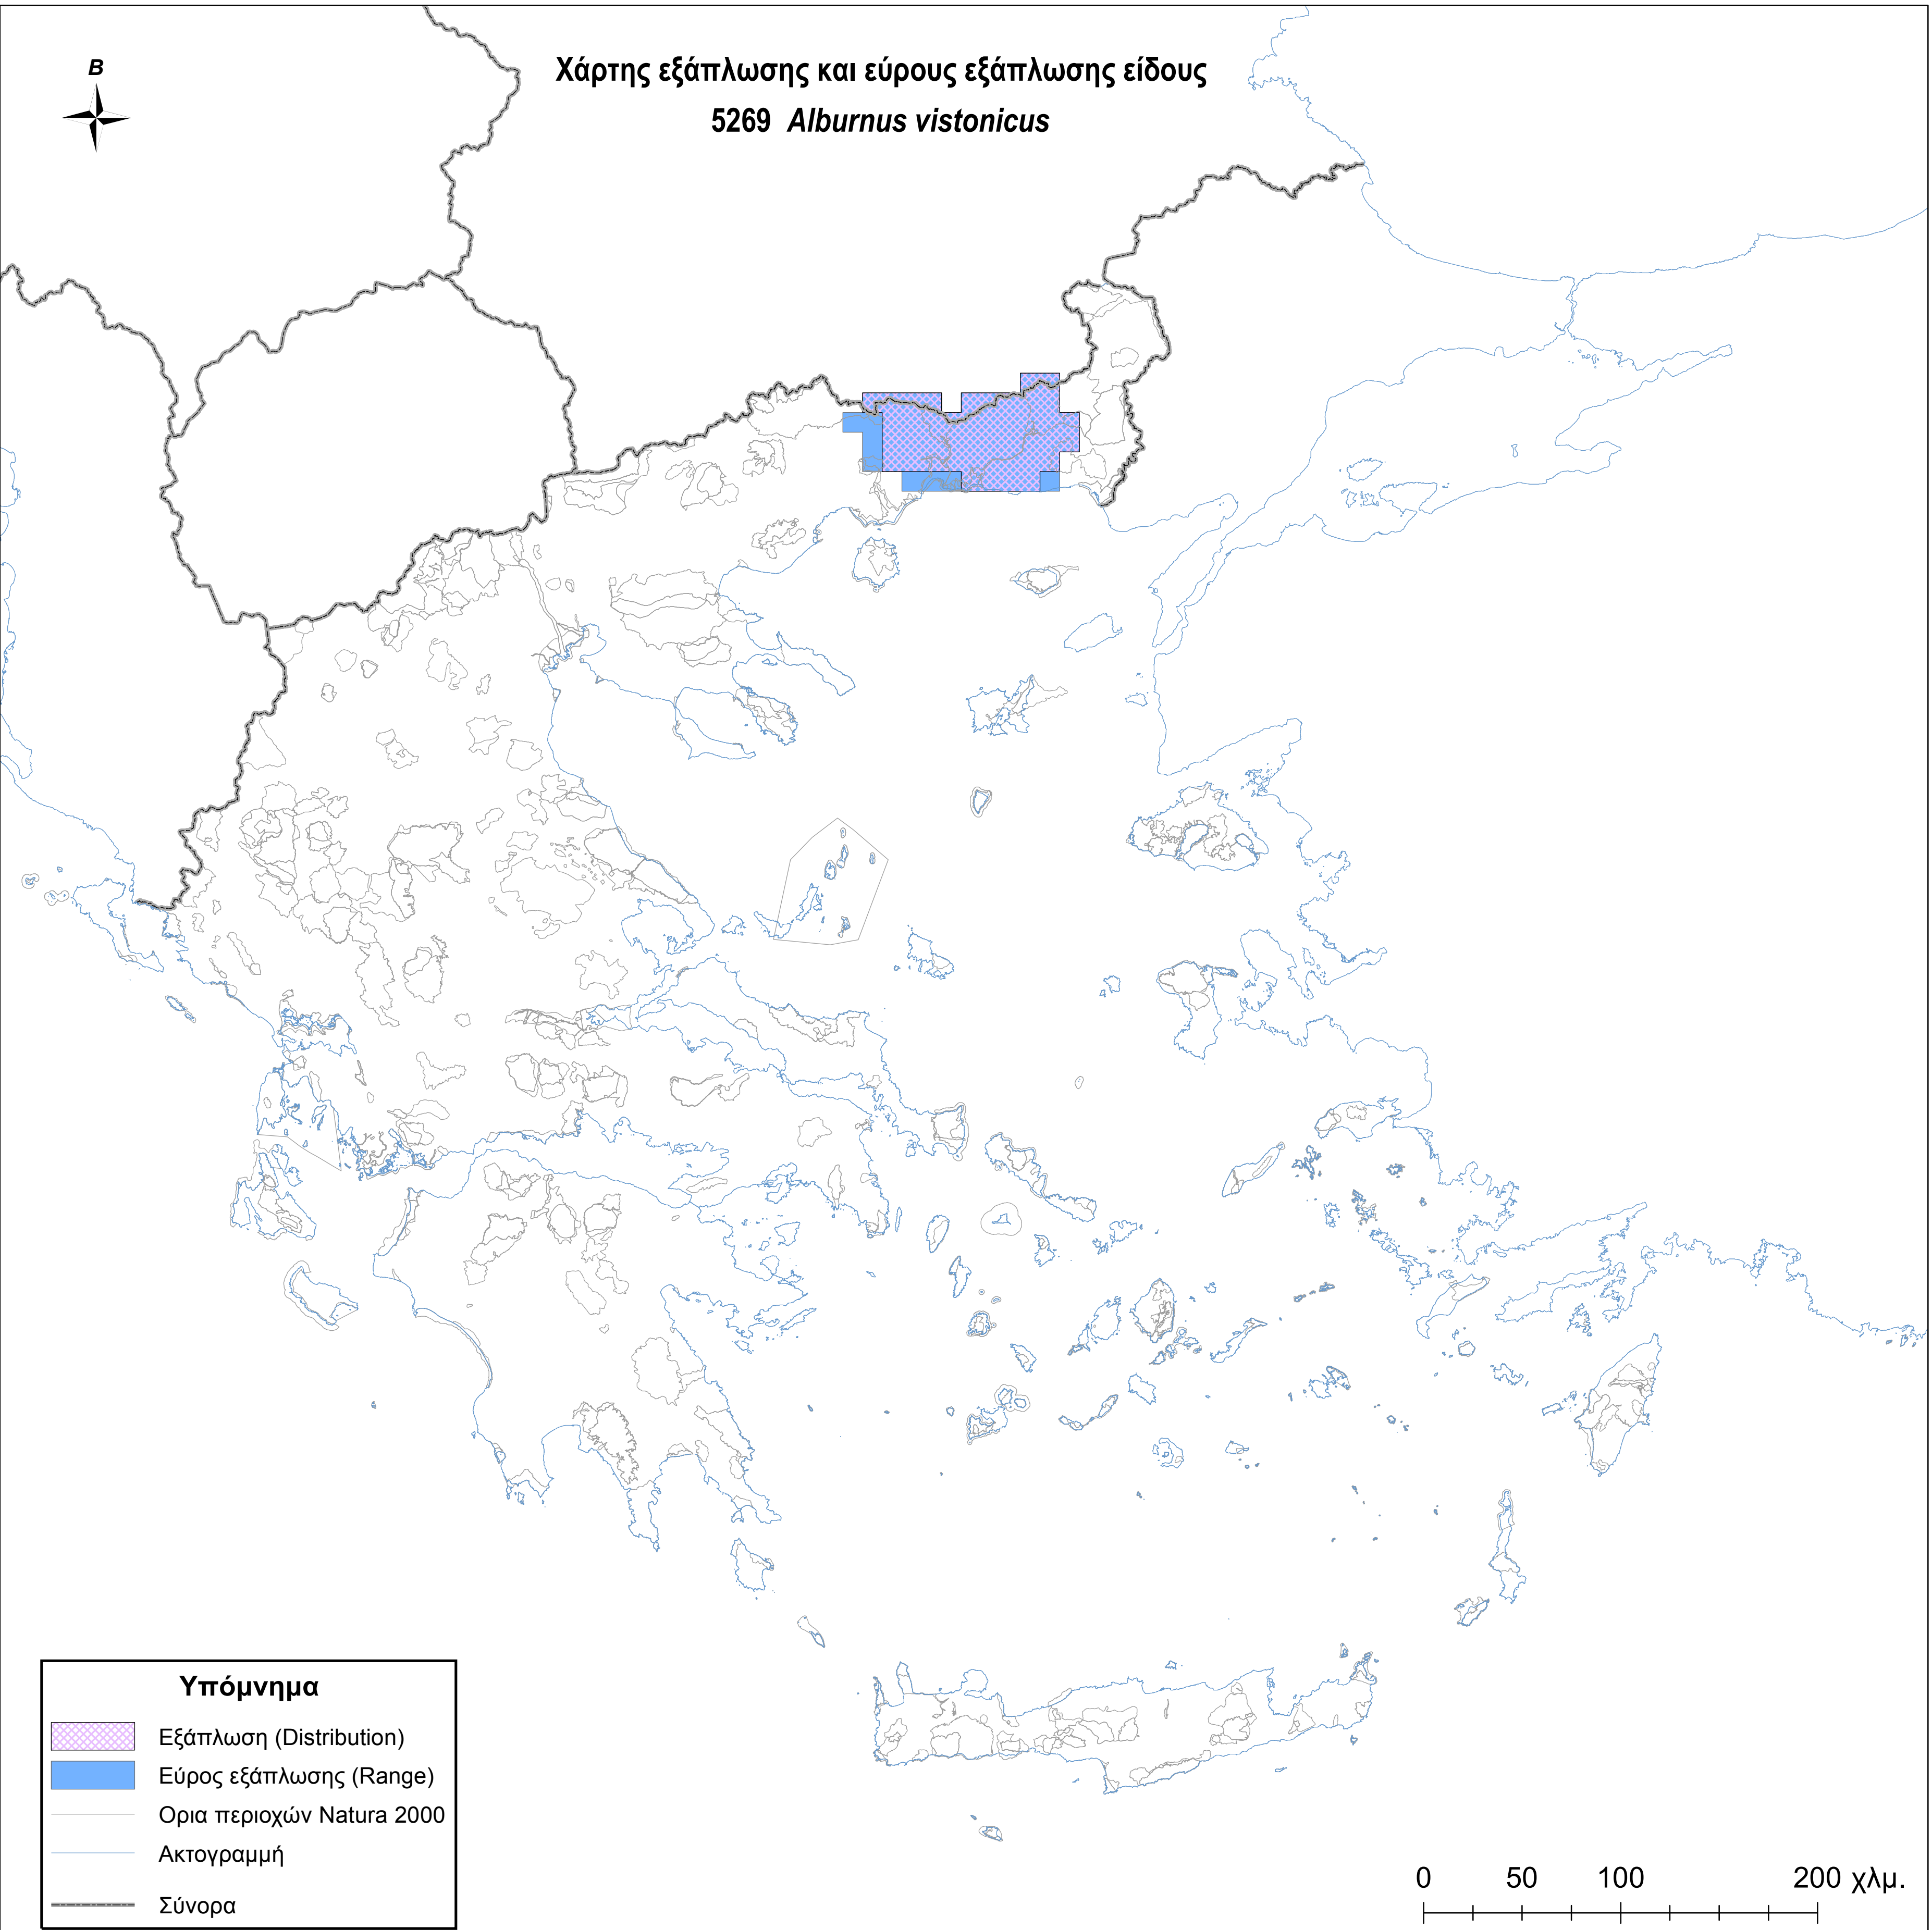 Β
Χάρτης εξάπλωσης και εύρους εξάπλωσης είδους
5269 Alburnus vistonicus
Υπόμνημα
Εξάπλωση (Distribution)
Εύρος εξάπλωσης (Range)
Ορια περιοχών Natura 2000
Ακτογραμμή
Σύνορα
0 50 100 200 χλμ.